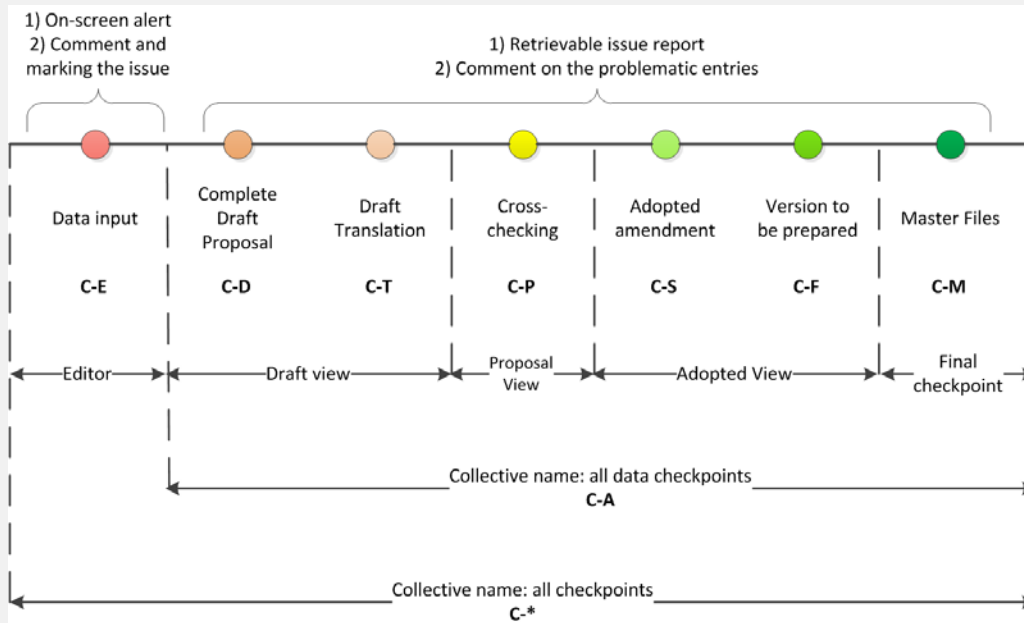 1) On-screen alert
2) Comment and
marking the issue
1) Retrievable issue report
2) Comment on the problematic entries
Data input
C-E
Complete
Draft
Proposal
C-D
Draft
Translation
C-T
Cross-
checking
C-P
Adopted
amendment
C-S
Version to
be prepared
C-F
Master Files
C-M
Editor
Draft view
Proposal
View
Adopted View
Final
checkpoint
Collective name: all data checkpoints
C-A
Collective name: all checkpoints
C-*